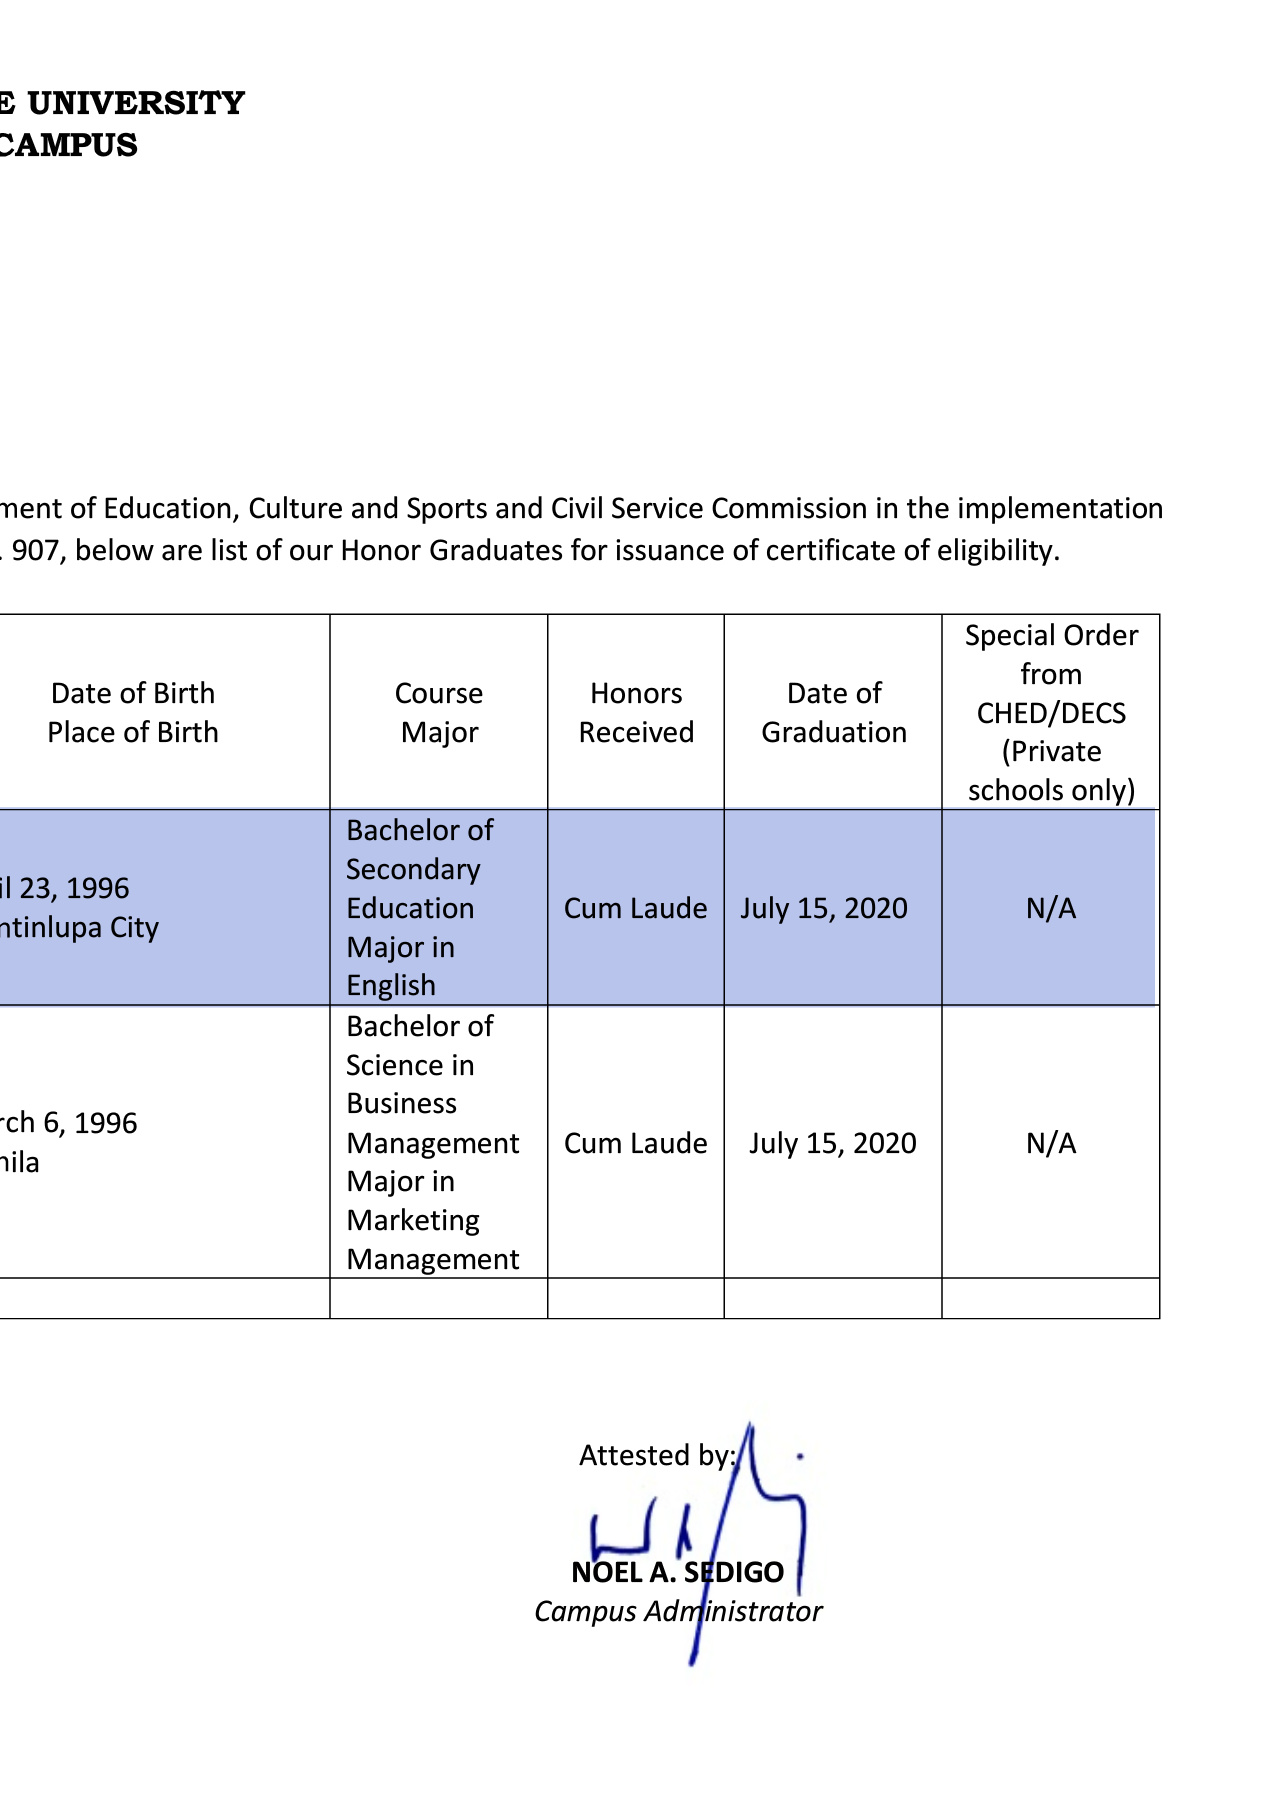 E UNIVERSITY
CAMPUS
ment of Education, Culture and Sports and Civil Service Commission in the implementation
. 907, below are list of our Honor Graduates for issuance of certificate of eligibility.
Date of Birth
Place of Birth
Course
Major
Honors
Received
Date of
Graduation
Special Order
from
CHED/DECS
(Private
schools only)
il 23, 1996
ntinlupa City
Bachelor of
Secondary
Education
Major in
English
Cum Laude
July 15, 2020
N/A
rch 6, 1996
nila
Bachelor of
Science in
Business
Management
Major in
Marketing
Management
Cum Laude
July 15, 2020
N/A
Attested by:
NOEL A. SEDIGO
Campus Administrator